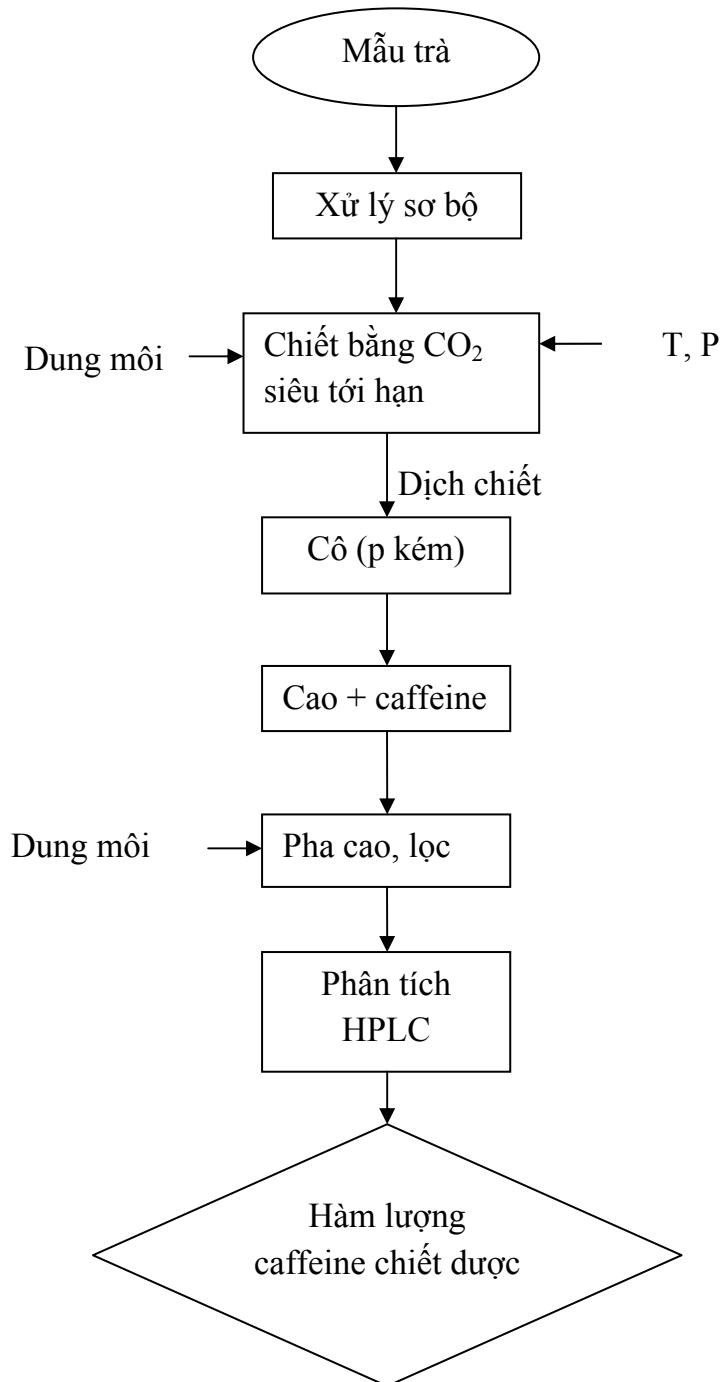 Mẫu trà
Xử lý sơ bộ
Dung môi
Chiết bằng CO₂
siêu tới hạn
T, P
Dịch chiết
Cô (p kém)
Cao + caffeine
Dung môi
Pha cao, lọc
Phân tích
HPLC
Hàm lượng
caffeine chiết dược